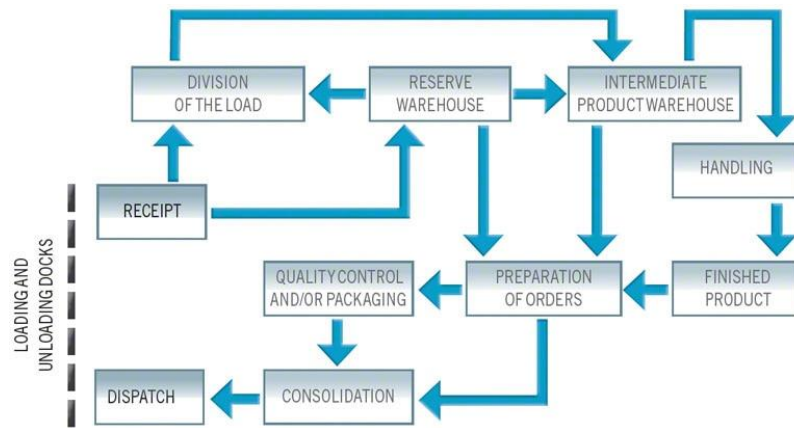 DIVISION
OF THE LOAD
RESERVE
WAREHOUSE
INTERMEDIATE
PRODUCT WAREHOUSE
HANDLING
RECEIPT
LOADING AND
UNLOADING DOCKS
QUALITY CONTROL
AND/OR PACKAGING
PREPARATION
OF ORDERS
FINISHED
PRODUCT
DISPATCH
CONSOLIDATION